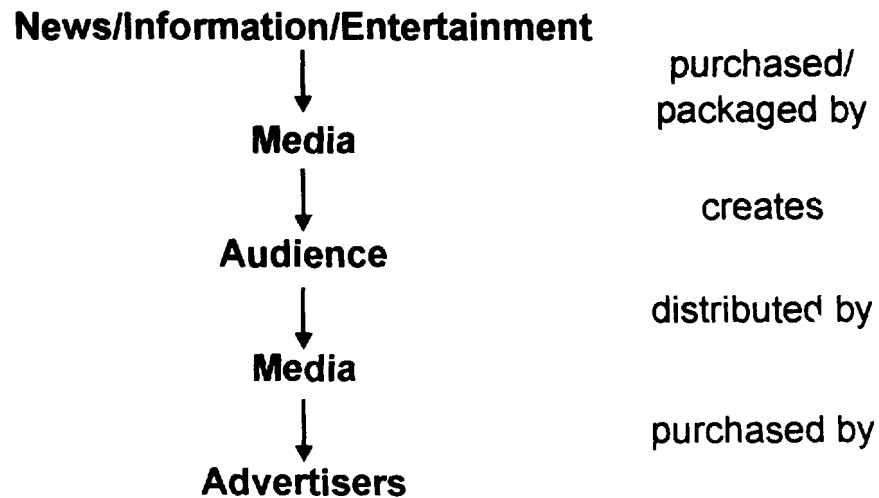 News/Information/Entertainment
purchased/
packaged by
Media
creates
Audience
distributed by
Media
purchased by
Advertisers